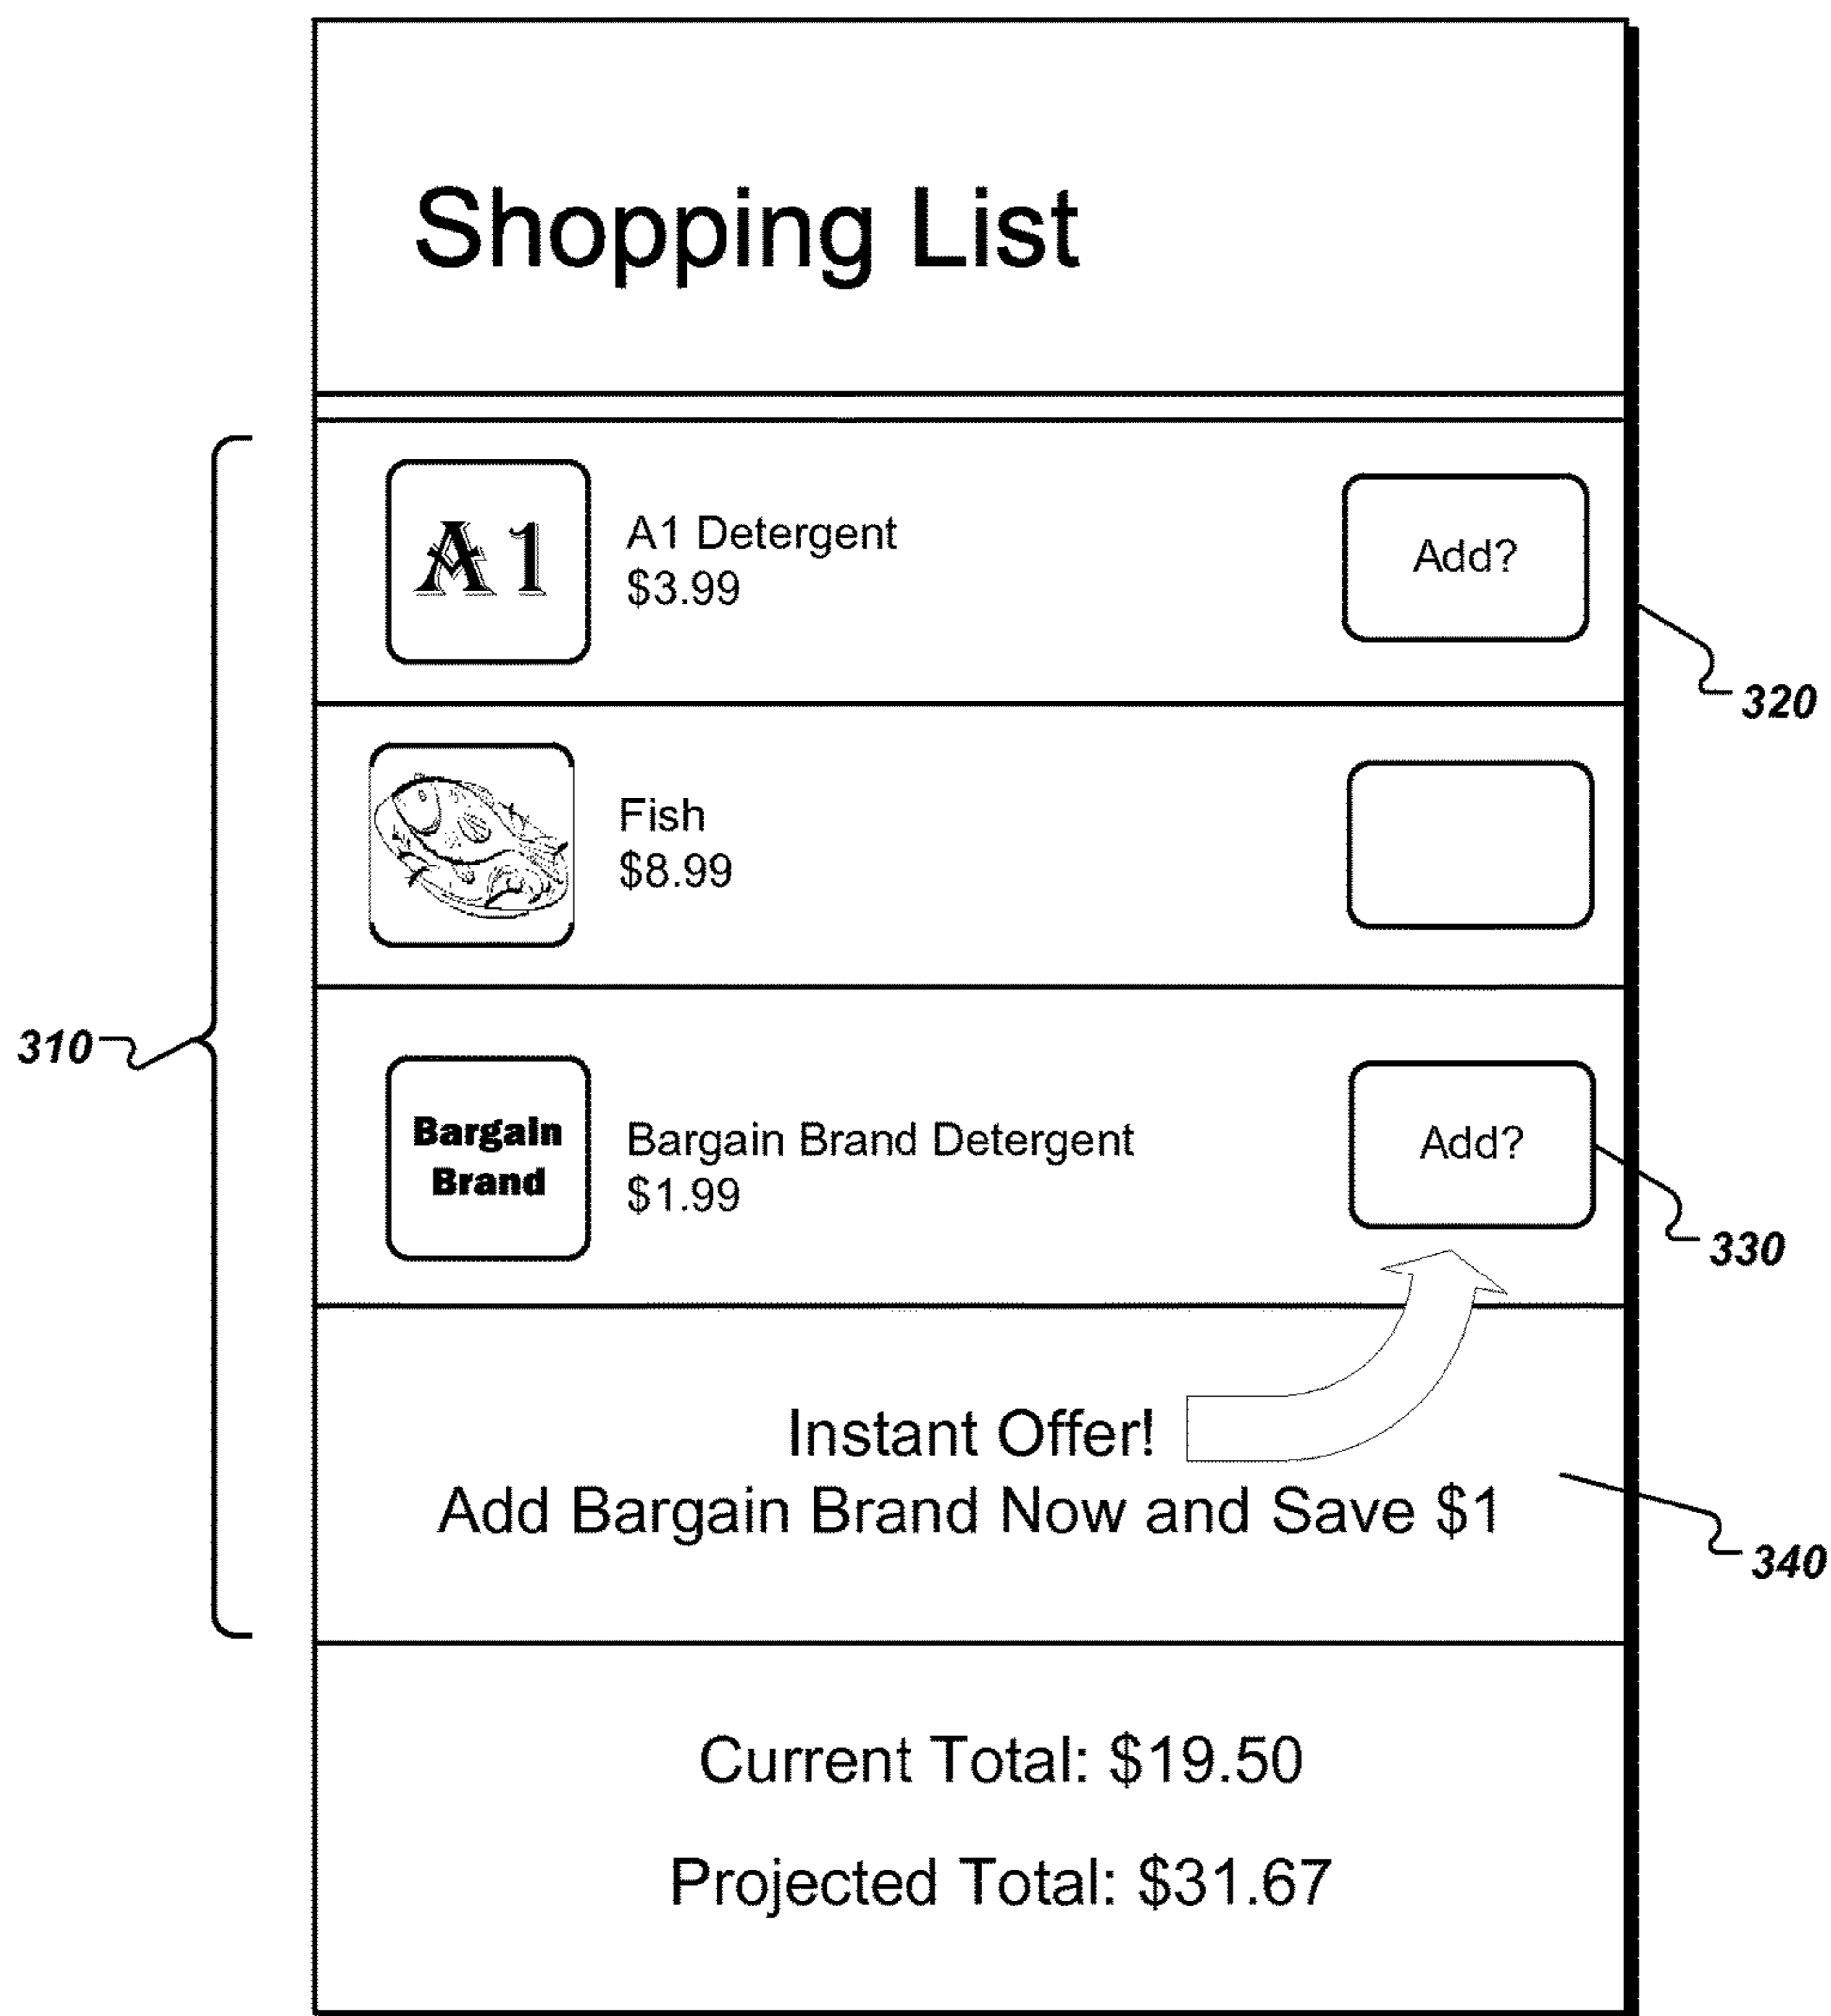 Shopping List
A1
A1 Detergent
$3.99
Add?
320
Fish
$8.99
310
Bargain
Brand
Bargain Brand Detergent
$1.99
Add?
330
Instant Offer!
Add Bargain Brand Now and Save $1
340
Current Total: $19.50
Projected Total: $31.67